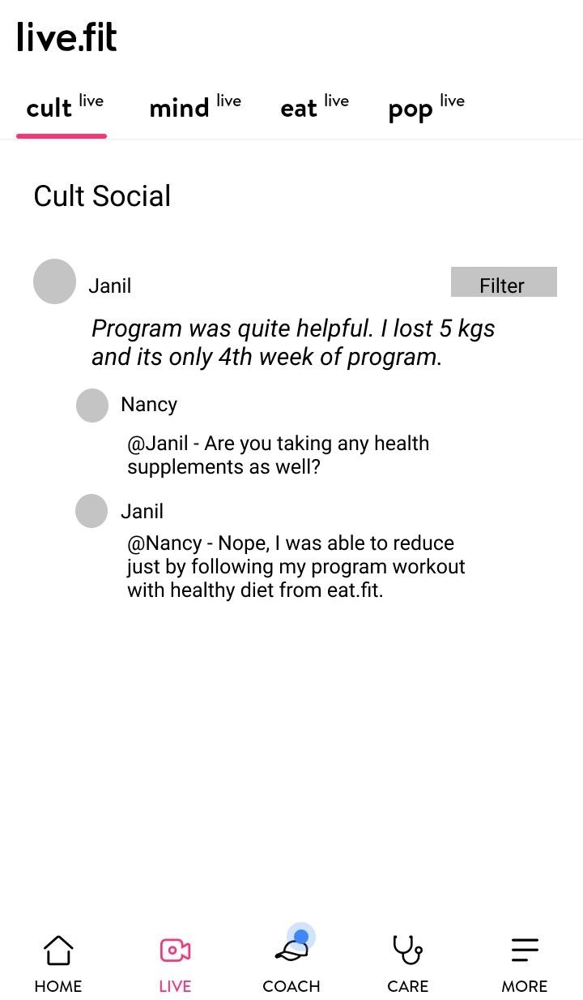 live.fit
cult live mind live eat live pop live
Cult Social
Janil
Filter
Program was quite helpful. I lost 5 kgs
and its only 4th week of program.
Nancy
@Janil - Are you taking any health
supplements as well?
Janil
@Nancy - Nope, I was able to reduce
just by following my program workout
with healthy diet from eat.fit.
HOME LIVE COACH CARE MORE